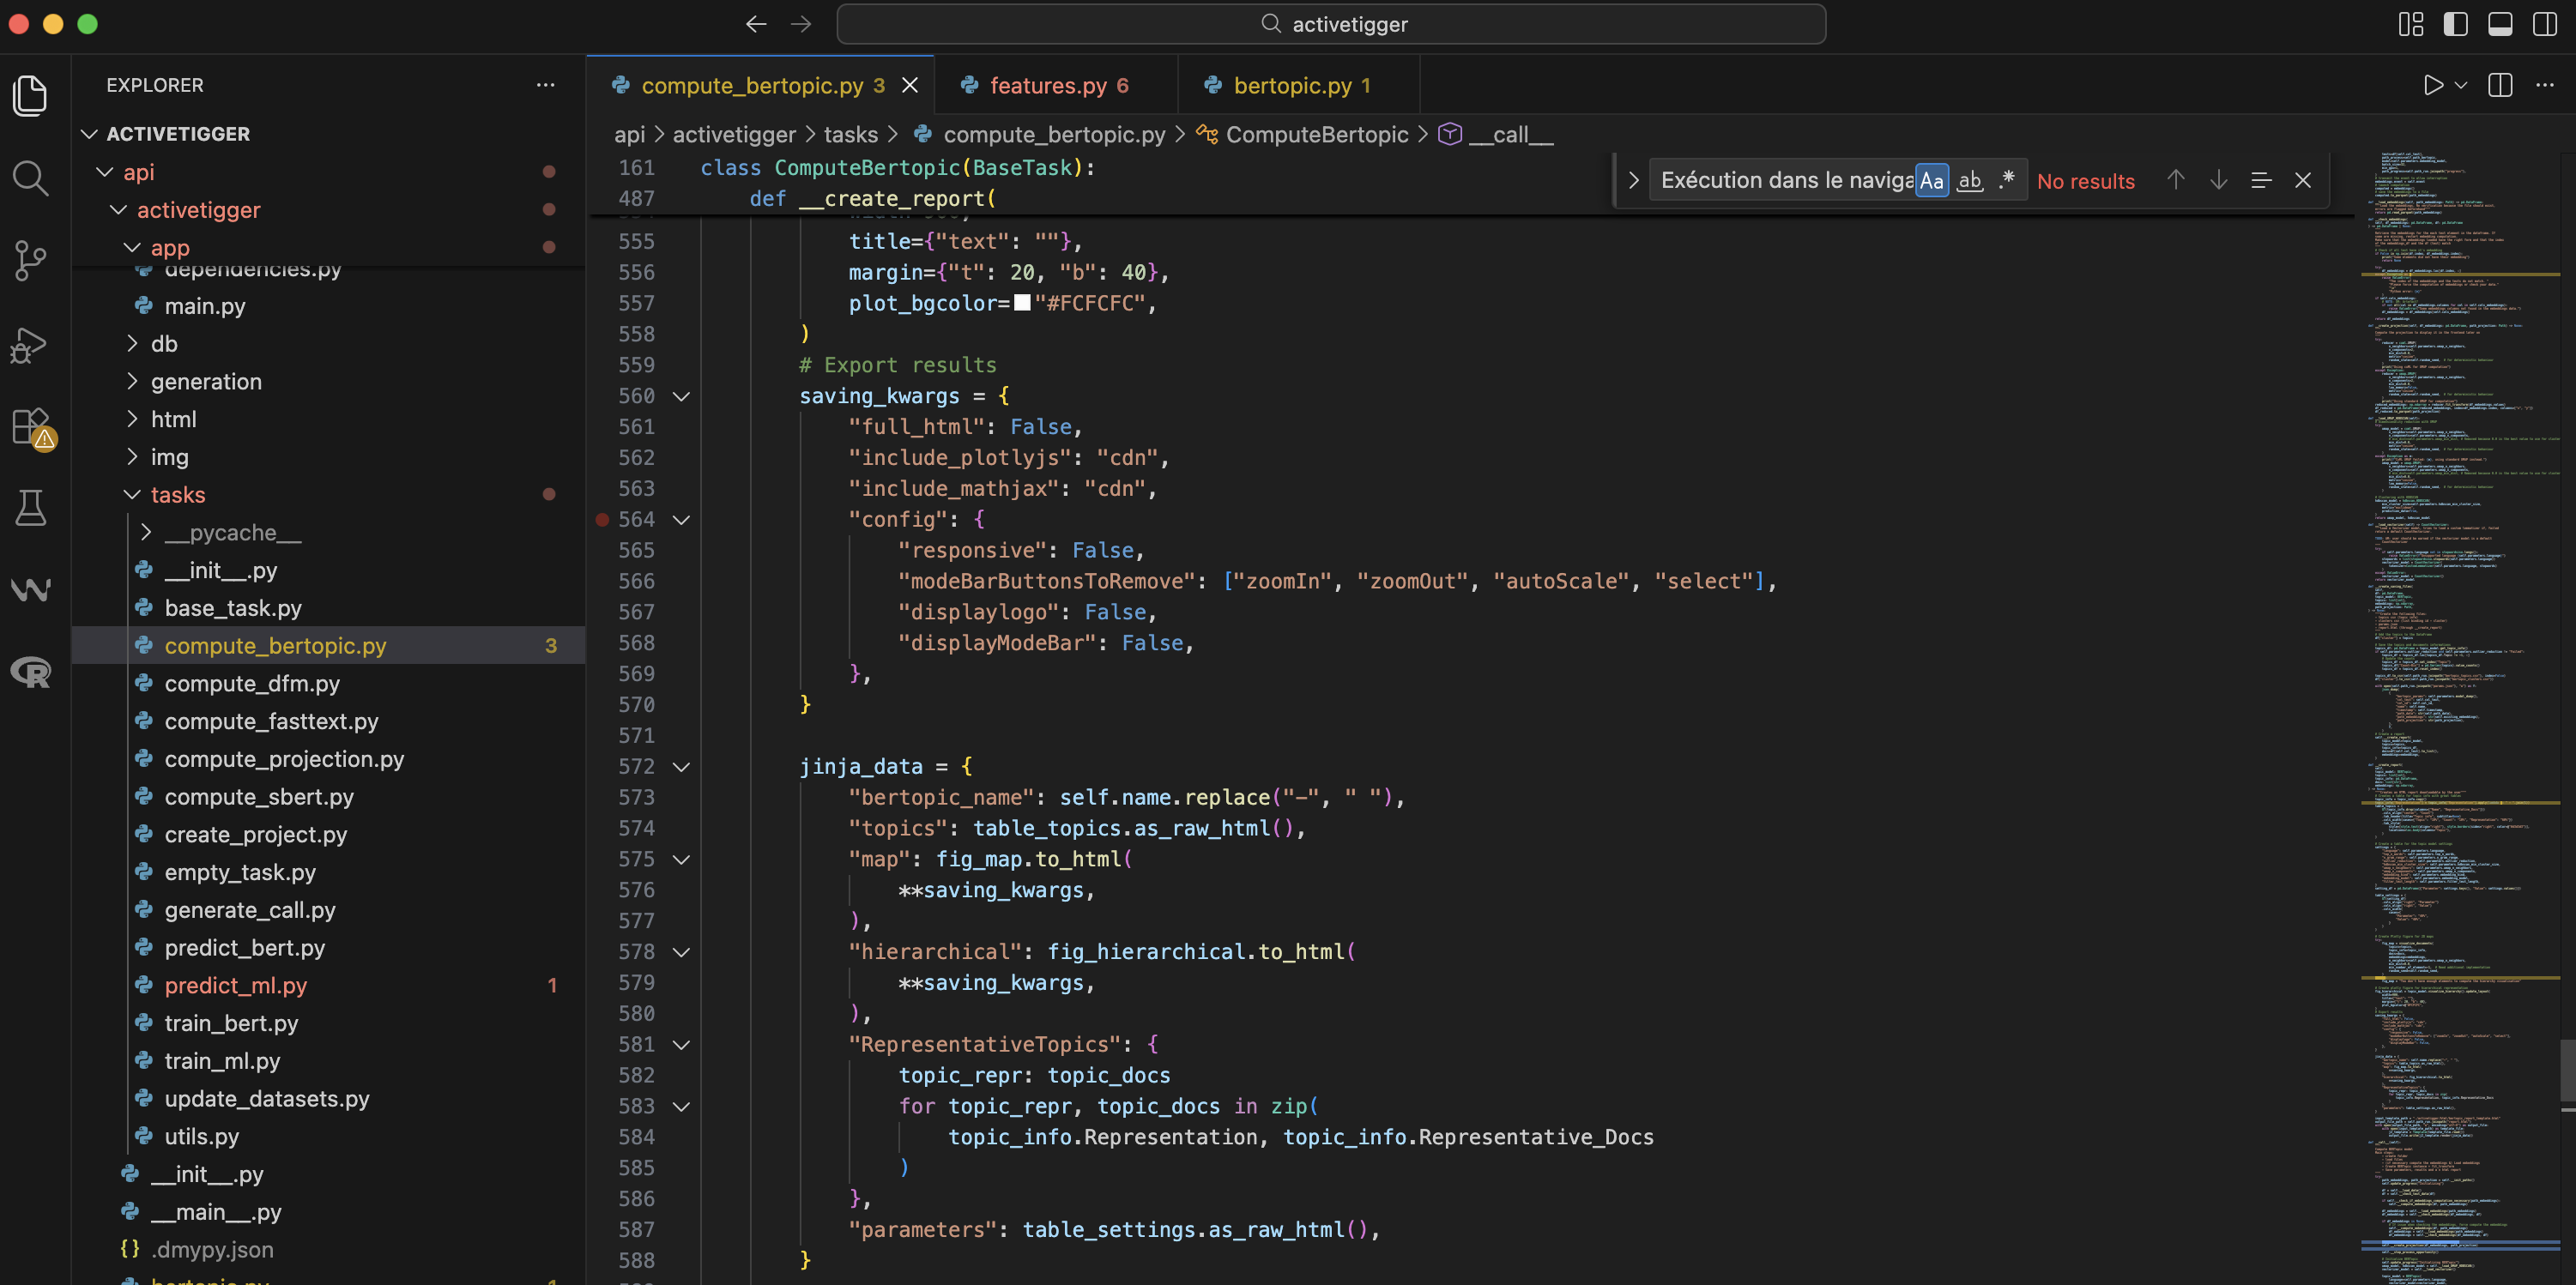 activetigger
EXPLORER
ACTIVETIGGER
api
activetigger
app
dependencies.py
main.py
db
generation
html
img
tasks
__pycache__
__init__.py
base_task.py
compute_bertopic.py 3
compute_dfm.py
compute_fasttext.py
compute_projection.py
compute_sbert.py
create_project.py
empty_task.py
generate_call.py
predict_bert.py
predict_ml.py 1
train_bert.py
train_ml.py
update_datasets.py
utils.py
__init__.py
__main__.py
{} .dmypy.json
bertopic.py 1
compute_bertopic.py 3
features.py 6
bertopic.py 1
api > activetigger > tasks > compute_bertopic.py > ComputeBertopic > __call__
Exécution dans le naviga Aa ab .* No results
161 class ComputeBertopic(BaseTask):
487 def __create_report(
555 title={"text": ""},
556 margin={"t": 20, "b": 40},
557 plot_bgcolor="#FCFCFC",
558 )
559 # Export results
560 saving_kwargs = {
561 "full_html": False,
562 "include_plotlyjs": "cdn",
563 "include_mathjax": "cdn",
564 "config": {
565 "responsive": False,
566 "modeBarButtonsToRemove": ["zoomIn", "zoomOut", "autoScale", "select"],
567 "displaylogo": False,
568 "displayModeBar": False,
569 },
570 }
571
572 jinja_data = {
573 "bertopic_name": self.name.replace("-", " "),
574 "topics": table_topics.as_raw_html(),
575 "map": fig_map.to_html(
576 **saving_kwargs,
577 ),
578 "hierarchical": fig_hierarchical.to_html(
579 **saving_kwargs,
580 ),
581 "RepresentativeTopics": {
582 topic_repr: topic_docs
583 for topic_repr, topic_docs in zip(
584 topic_info.Representation, topic_info.Representative_Docs
585 )
586 },
587 "parameters": table_settings.as_raw_html(),
588 }